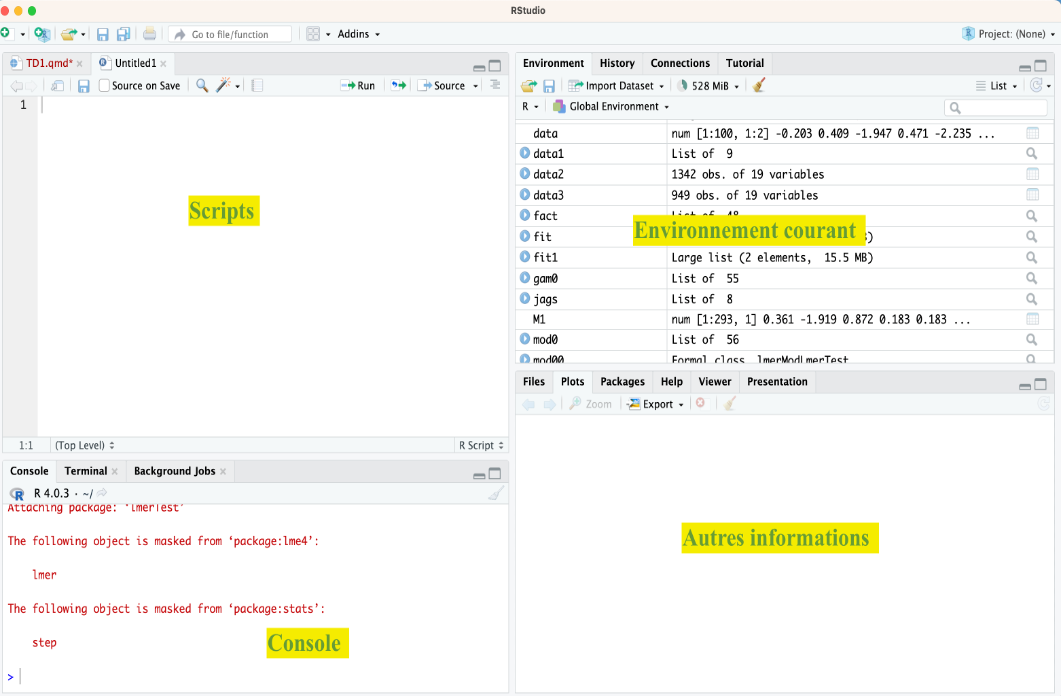 RStudio
Go to file/function
Addins
Project: (None)
TD1.qmd* ×
Untitled1 ×
Source on Save
Run
Source
1
Scripts
1:1
(Top Level)
R Script
Console
Terminal ×
Background Jobs ×
R 4.0.3 · ~/
Attaching package: ‘lmerTest’
The following object is masked from ‘package:lme4’:
lmer
The following object is masked from ‘package:stats’:
step
Console
>
Environment
History
Connections
Tutorial
Import Dataset
528 MiB
List
R
Global Environment
data num [1:100, 1:2] -0.203 0.409 -1.947 0.471 -2.235 ...
data1 List of 9
data2 1342 obs. of 19 variables
data3 949 obs. of 19 variables
fact List of 48
Environnement courant
fit )
fit1 Large list (2 elements, 15.5 MB)
gam0 List of 55
jags List of 8
M1 num [1:293, 1] 0.361 -1.919 0.872 0.183 0.183 ...
mod0 List of 56
mod00 Formal class lmerModLmerTest
Files
Plots
Packages
Help
Viewer
Presentation
Zoom
Export
Autres informations